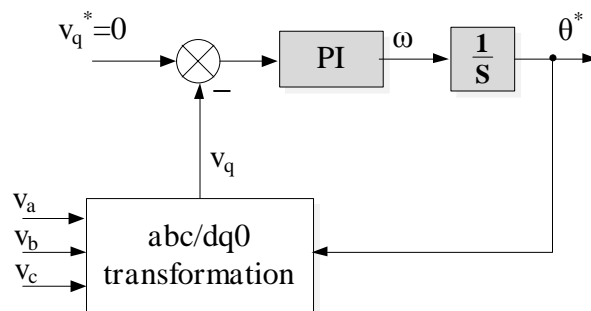 v_q^*=0
PI
ω
1
S
θ^*
−
v_q
v_a
v_b
v_c
abc/dq0
transformation